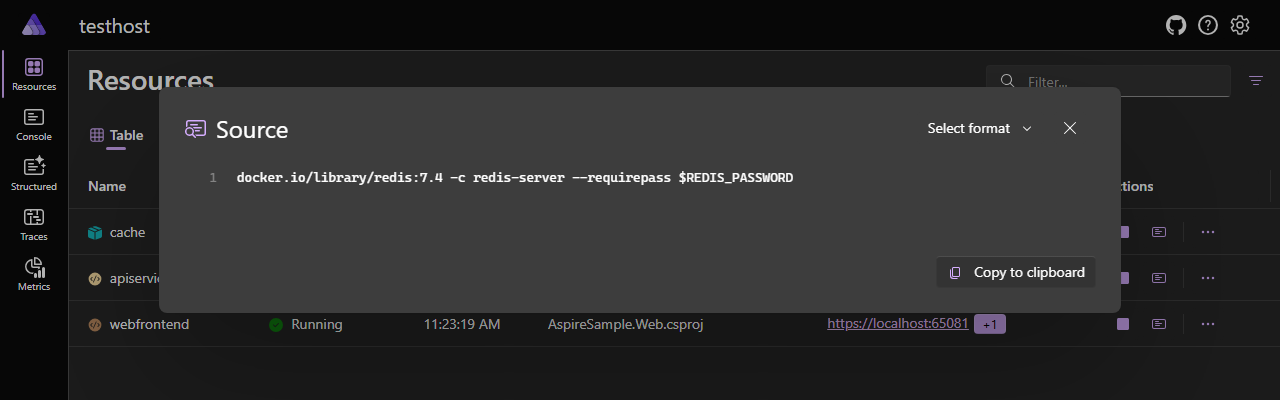 testhost
Resources
Resources
Filter...
Console
Table
Source
Select format
Structured
1 docker.io/library/redis:7.4 -c redis-server --requirepass $REDIS_PASSWORD
Name
Traces
cache
Metrics
Copy to clipboard
webfrontend Running 11:23:19 AM AspireSample.Web.csproj https://localhost:65081 +1